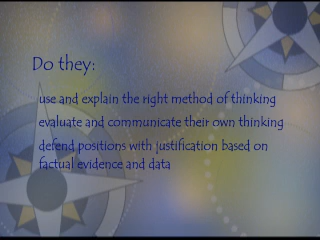 Do they:
use and explain the right method of thinking
evaluate and communicate their own thinking
defend positions with justification based on
factual evidence and data